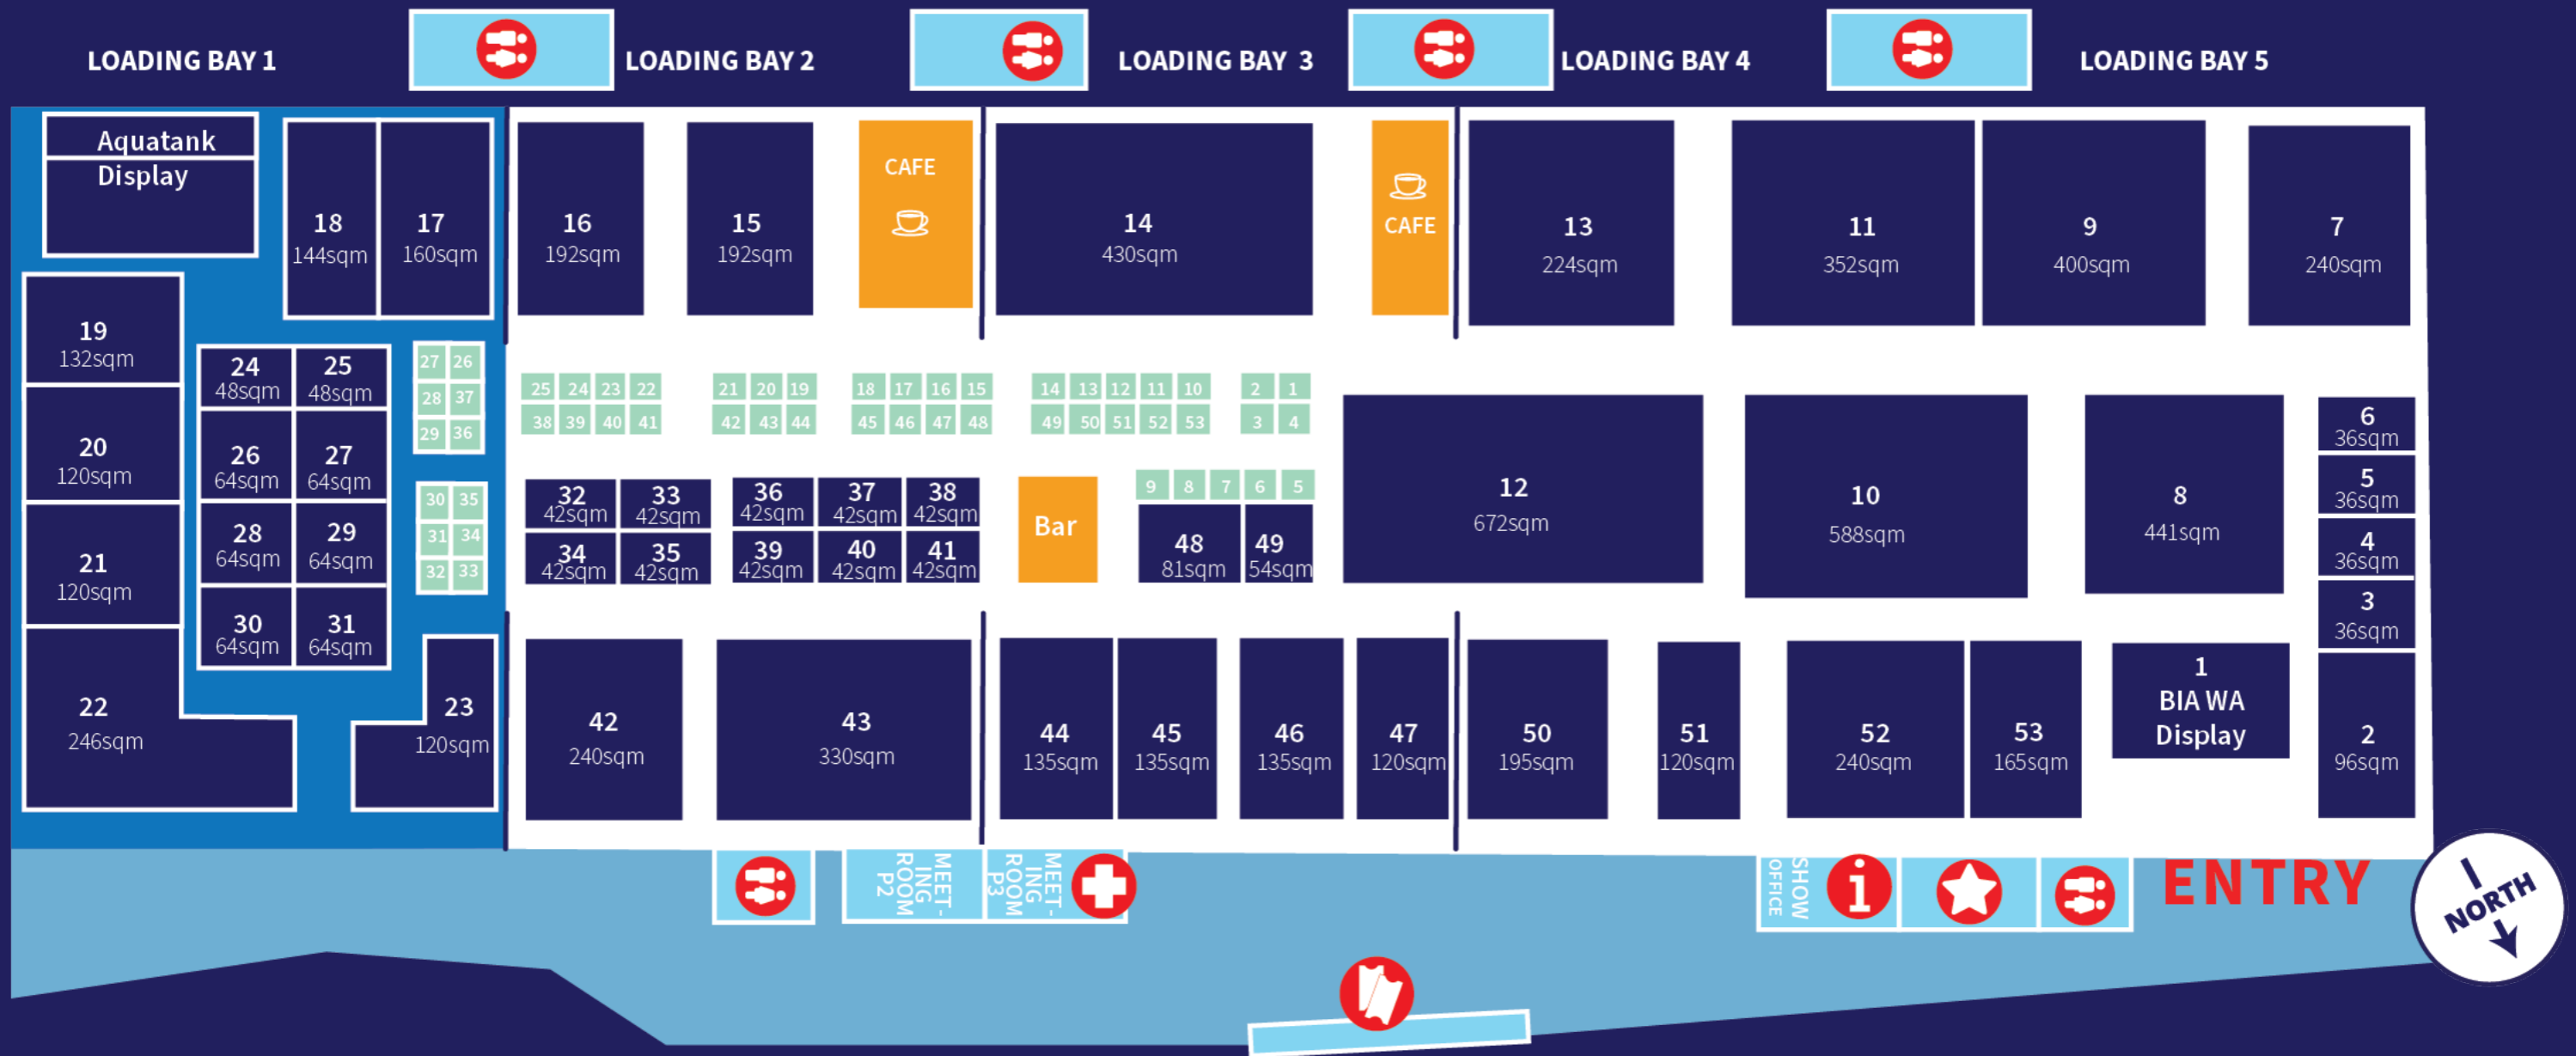 LOADING BAY 1
LOADING BAY 2
LOADING BAY 3
LOADING BAY 4
LOADING BAY 5
Aquatank
Display
18
144sqm
17
160sqm
16
192sqm
15
192sqm
CAFE
14
430sqm
CAFE
13
224sqm
11
352sqm
9
400sqm
7
240sqm
19
132sqm
20
120sqm
21
120sqm
22
246sqm
24
48sqm
25
48sqm
26
64sqm
27
64sqm
28
64sqm
29
64sqm
30
64sqm
31
64sqm
23
120sqm
27 26
28 37
29 36
30 35
31 34
32 33
25 24 23 22
38 39 40 41
21 20 19
42 43 44
18 17 16 15
45 46 47 48
14 13 12 11 10
49 50 51 52 53
2 1
3 4
9 8 7 6 5
32
42sqm
33
42sqm
34
42sqm
35
42sqm
36
42sqm
37
42sqm
38
42sqm
39
42sqm
40
42sqm
41
42sqm
Bar
48
81sqm
49
54sqm
12
672sqm
10
588sqm
8
441sqm
6
36sqm
5
36sqm
4
36sqm
3
36sqm
2
96sqm
42
240sqm
43
330sqm
44
135sqm
45
135sqm
46
135sqm
47
120sqm
50
195sqm
51
120sqm
52
240sqm
53
165sqm
1
BIA WA
Display
MEET-
ING
ROOM
P2
MEET-
ING
ROOM
P3
SHOW
OFFICE
i
ENTRY
NORTH